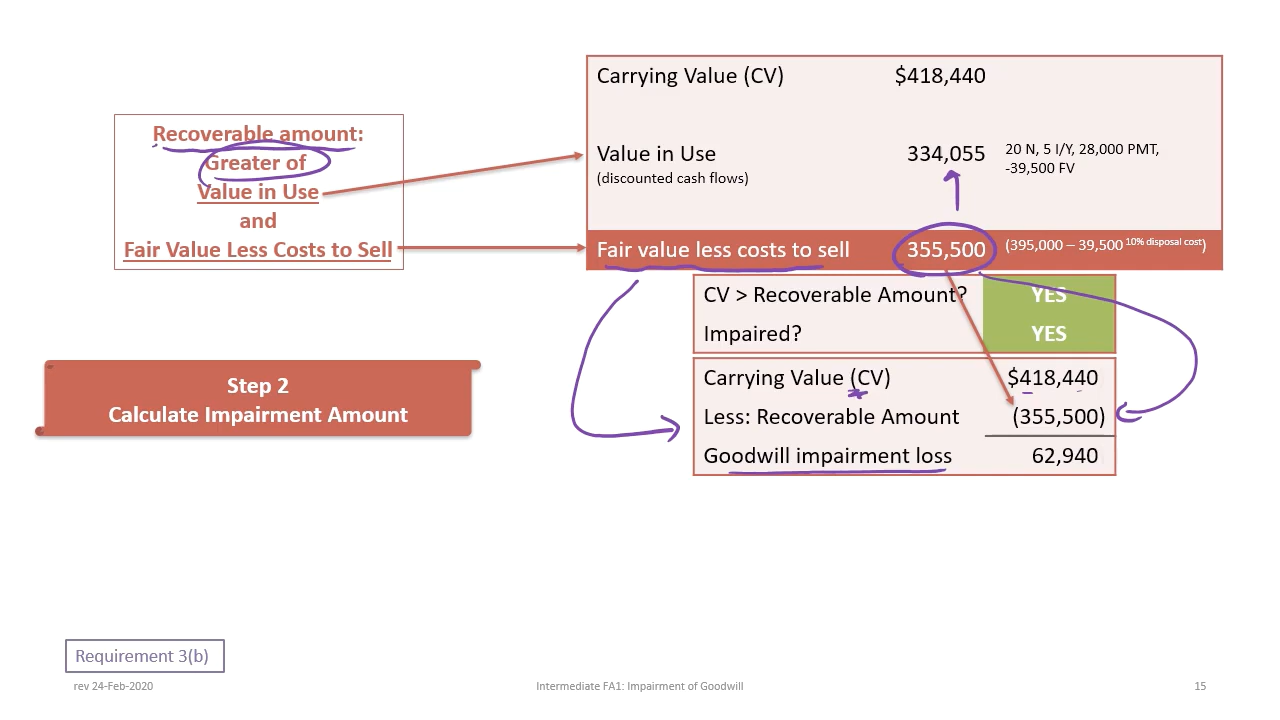 Recoverable amount:
Greater of
Value in Use
and
Fair Value Less Costs to Sell
Carrying Value (CV) $418,440
Value in Use 334,055 20 N, 5 I/Y, 28,000 PMT,
(discounted cash flows) -39,500 FV
Fair value less costs to sell 355,500 (395,000 – 39,500 10% disposal cost)
CV > Recoverable Amount? YES
Impaired? YES
Carrying Value (CV) $418,440
Less: Recoverable Amount (355,500)
Goodwill impairment loss 62,940
Step 2
Calculate Impairment Amount
Requirement 3(b)
rev 24-Feb-2020 Intermediate FA1: Impairment of Goodwill 15